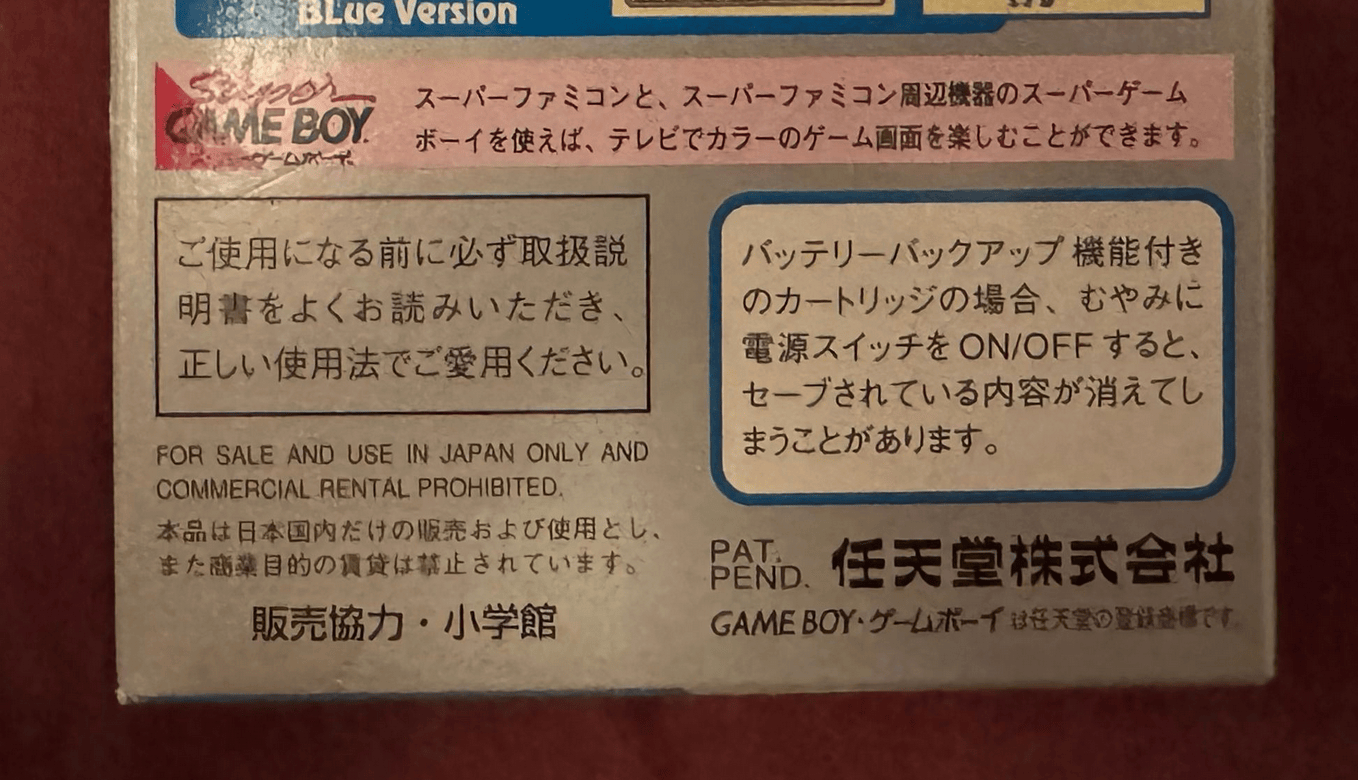 BLue Version
Super
GAME BOY
スーパーファミコンと、スーパーファミコン周辺機器のスーパーゲーム
ボーイを使えば、テレビでカラーのゲーム画面を楽しむことができます。
ご使用になる前に必ず取扱説
明書をよくお読みいただき、
正しい使用法でご愛用ください。
FOR SALE AND USE IN JAPAN ONLY AND
COMMERCIAL RENTAL PROHIBITED.
本品は日本国内だけの販売および使用とし、
また商業目的の賃貸は禁止されています。
販売協力・小学館
バッテリーバックアップ機能付き
のカートリッジの場合、むやみに
電源スイッチをON/OFFすると、
セーブされている内容が消えてし
まうことがあります。
PAT.
PEND.
任天堂株式会社
GAME BOY・ゲームボーイは任天堂の登録商標です。